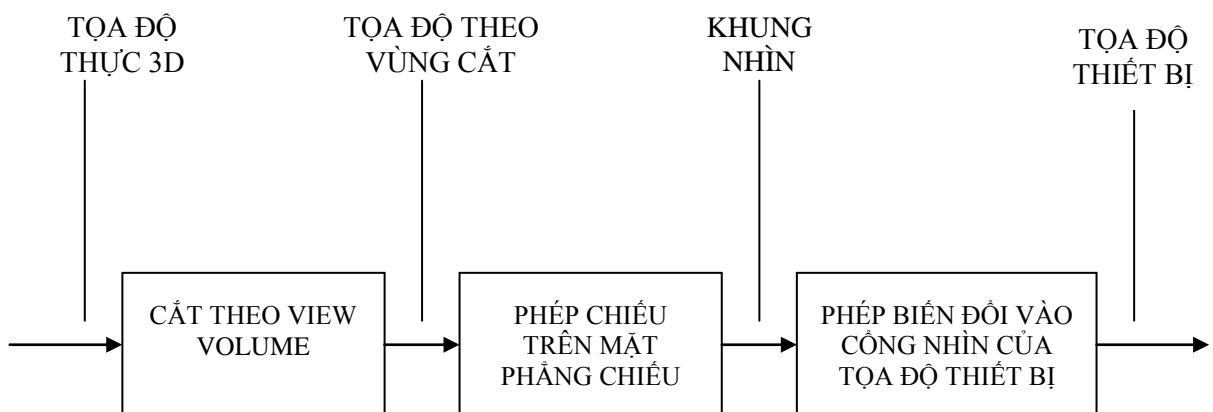 TỌA ĐỘ
THỰC 3D
TỌA ĐỘ THEO
VÙNG CẮT
KHUNG
NHÌN
TỌA ĐỘ
THIẾT BỊ
CẮT THEO VIEW
VOLUME
PHÉP CHIẾU
TRÊN MẶT
PHẲNG CHIẾU
PHÉP BIẾN ĐỔI VÀO
CỔNG NHÌN CỦA
TỌA ĐỘ THIẾT BỊ